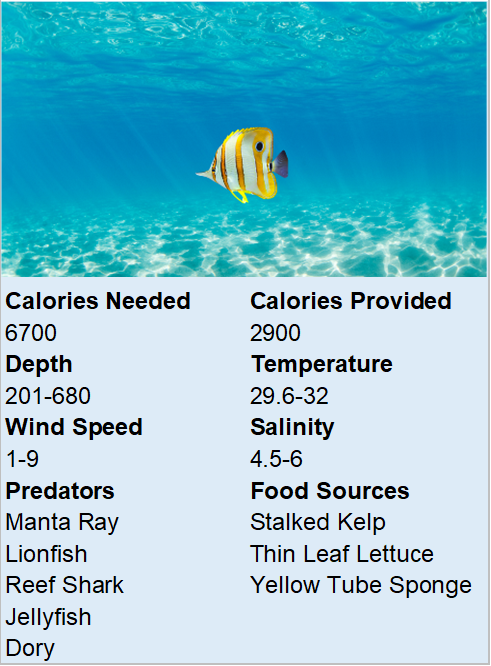 Calories Needed Calories Provided
6700 2900
Depth Temperature
201-680 29.6-32
Wind Speed Salinity
1-9 4.5-6
Predators Food Sources
Manta Ray Stalked Kelp
Lionfish Thin Leaf Lettuce
Reef Shark Yellow Tube Sponge
Jellyfish
Dory